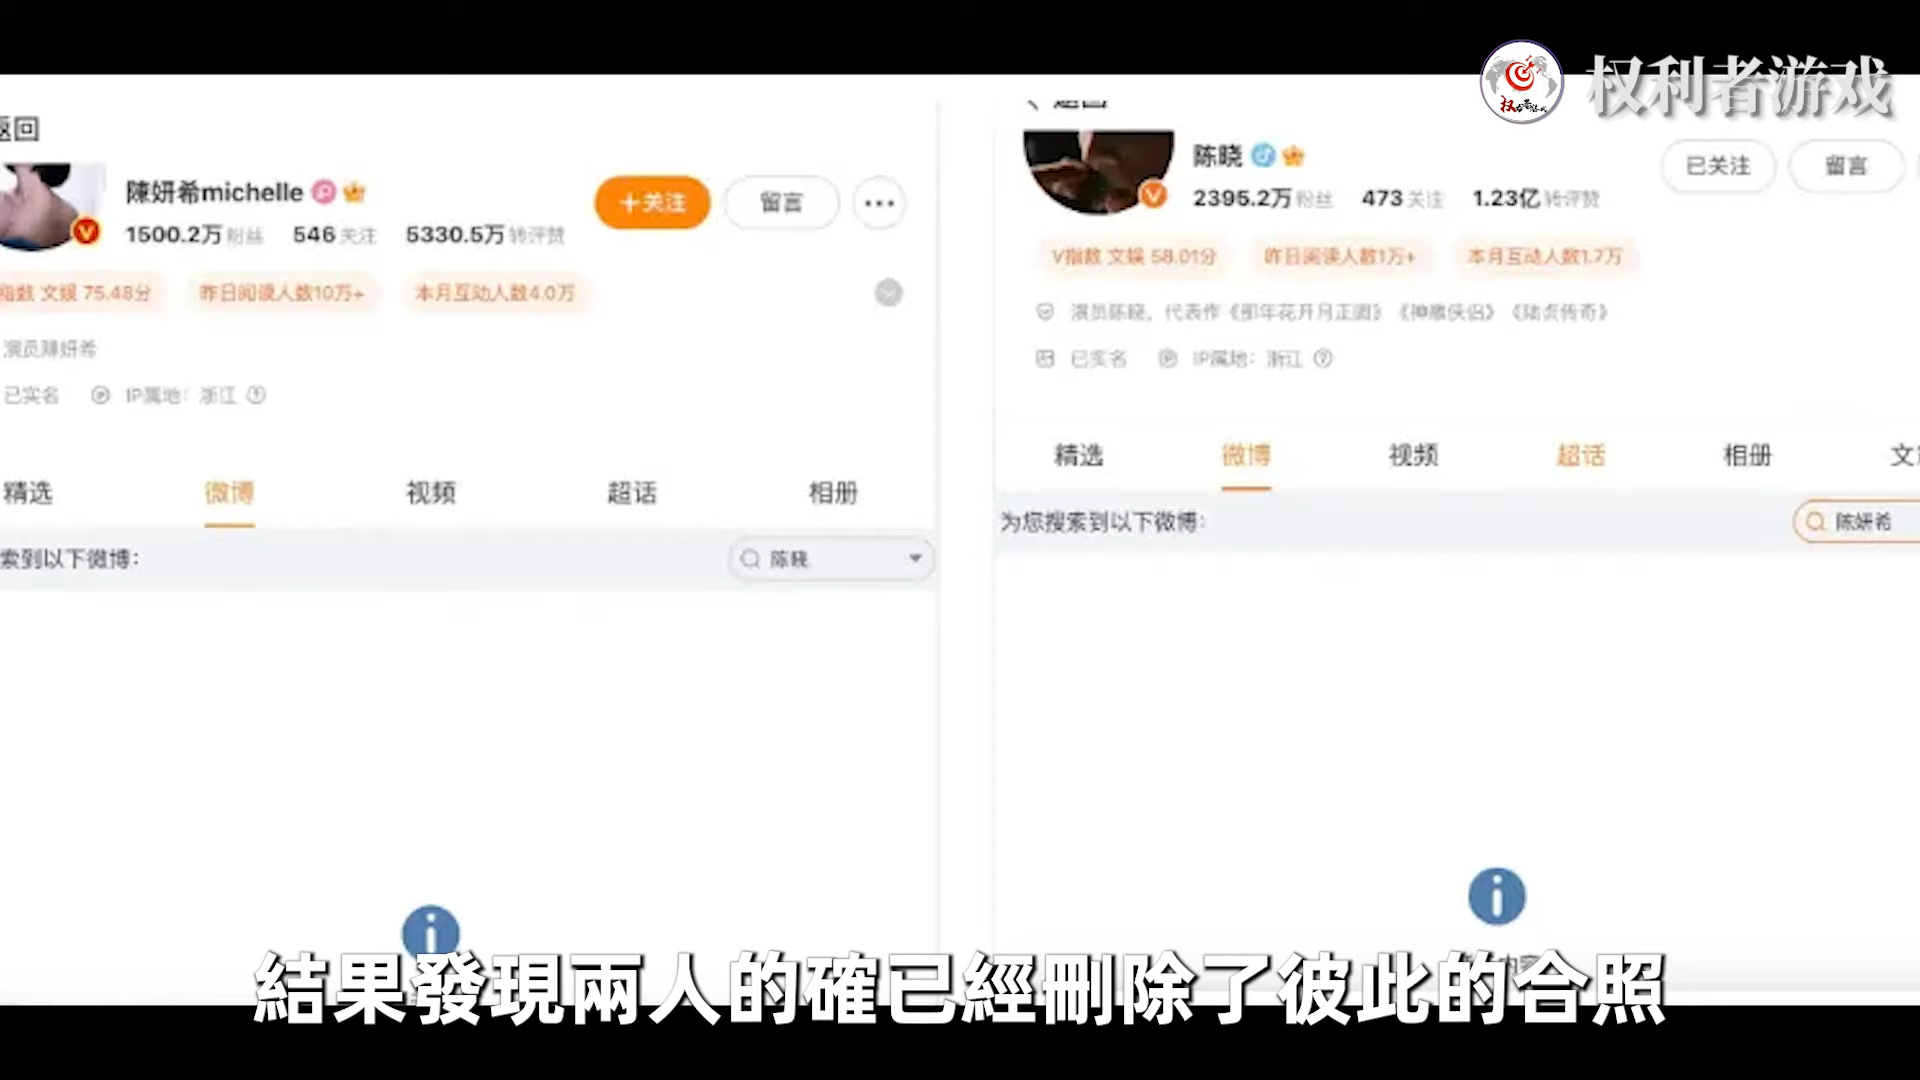 权利者游戏
返回
陳妍希michelle
1500.2万粉丝 546关注 5330.5万转评赞
+关注
留言
指数 文娱 75.48分
昨日阅读人数10万+
本月互动人数4.0万
演员陳妍希
已实名 IP属地：浙江
精选 微博 视频 超话 相册
索到以下微博：
陈晓
返回
陈晓
2395.2万粉丝 473关注 1.23亿转评赞
已关注
留言
V指数 文娱 58.01分
昨日阅读人数1万+
本月互动人数1.7万
演员陈晓，代表作《那年花开月正圆》《神雕侠侣》《陆贞传奇》
已实名 IP属地：浙江
精选 微博 视频 超话 相册 文
为您搜索到以下微博：
陈妍希
結果發現兩人的確已經刪除了彼此的合照